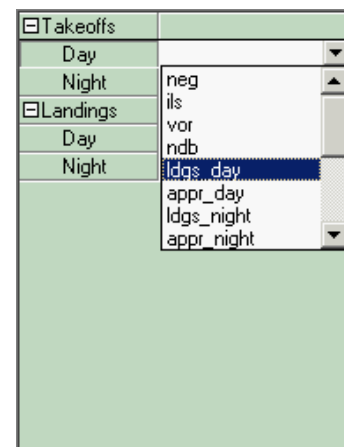 Takeoffs
Day
Night
Landings
Day
Night
neg
ils
vor
ndb
ldgs_day
appr_day
ldgs_night
appr_night